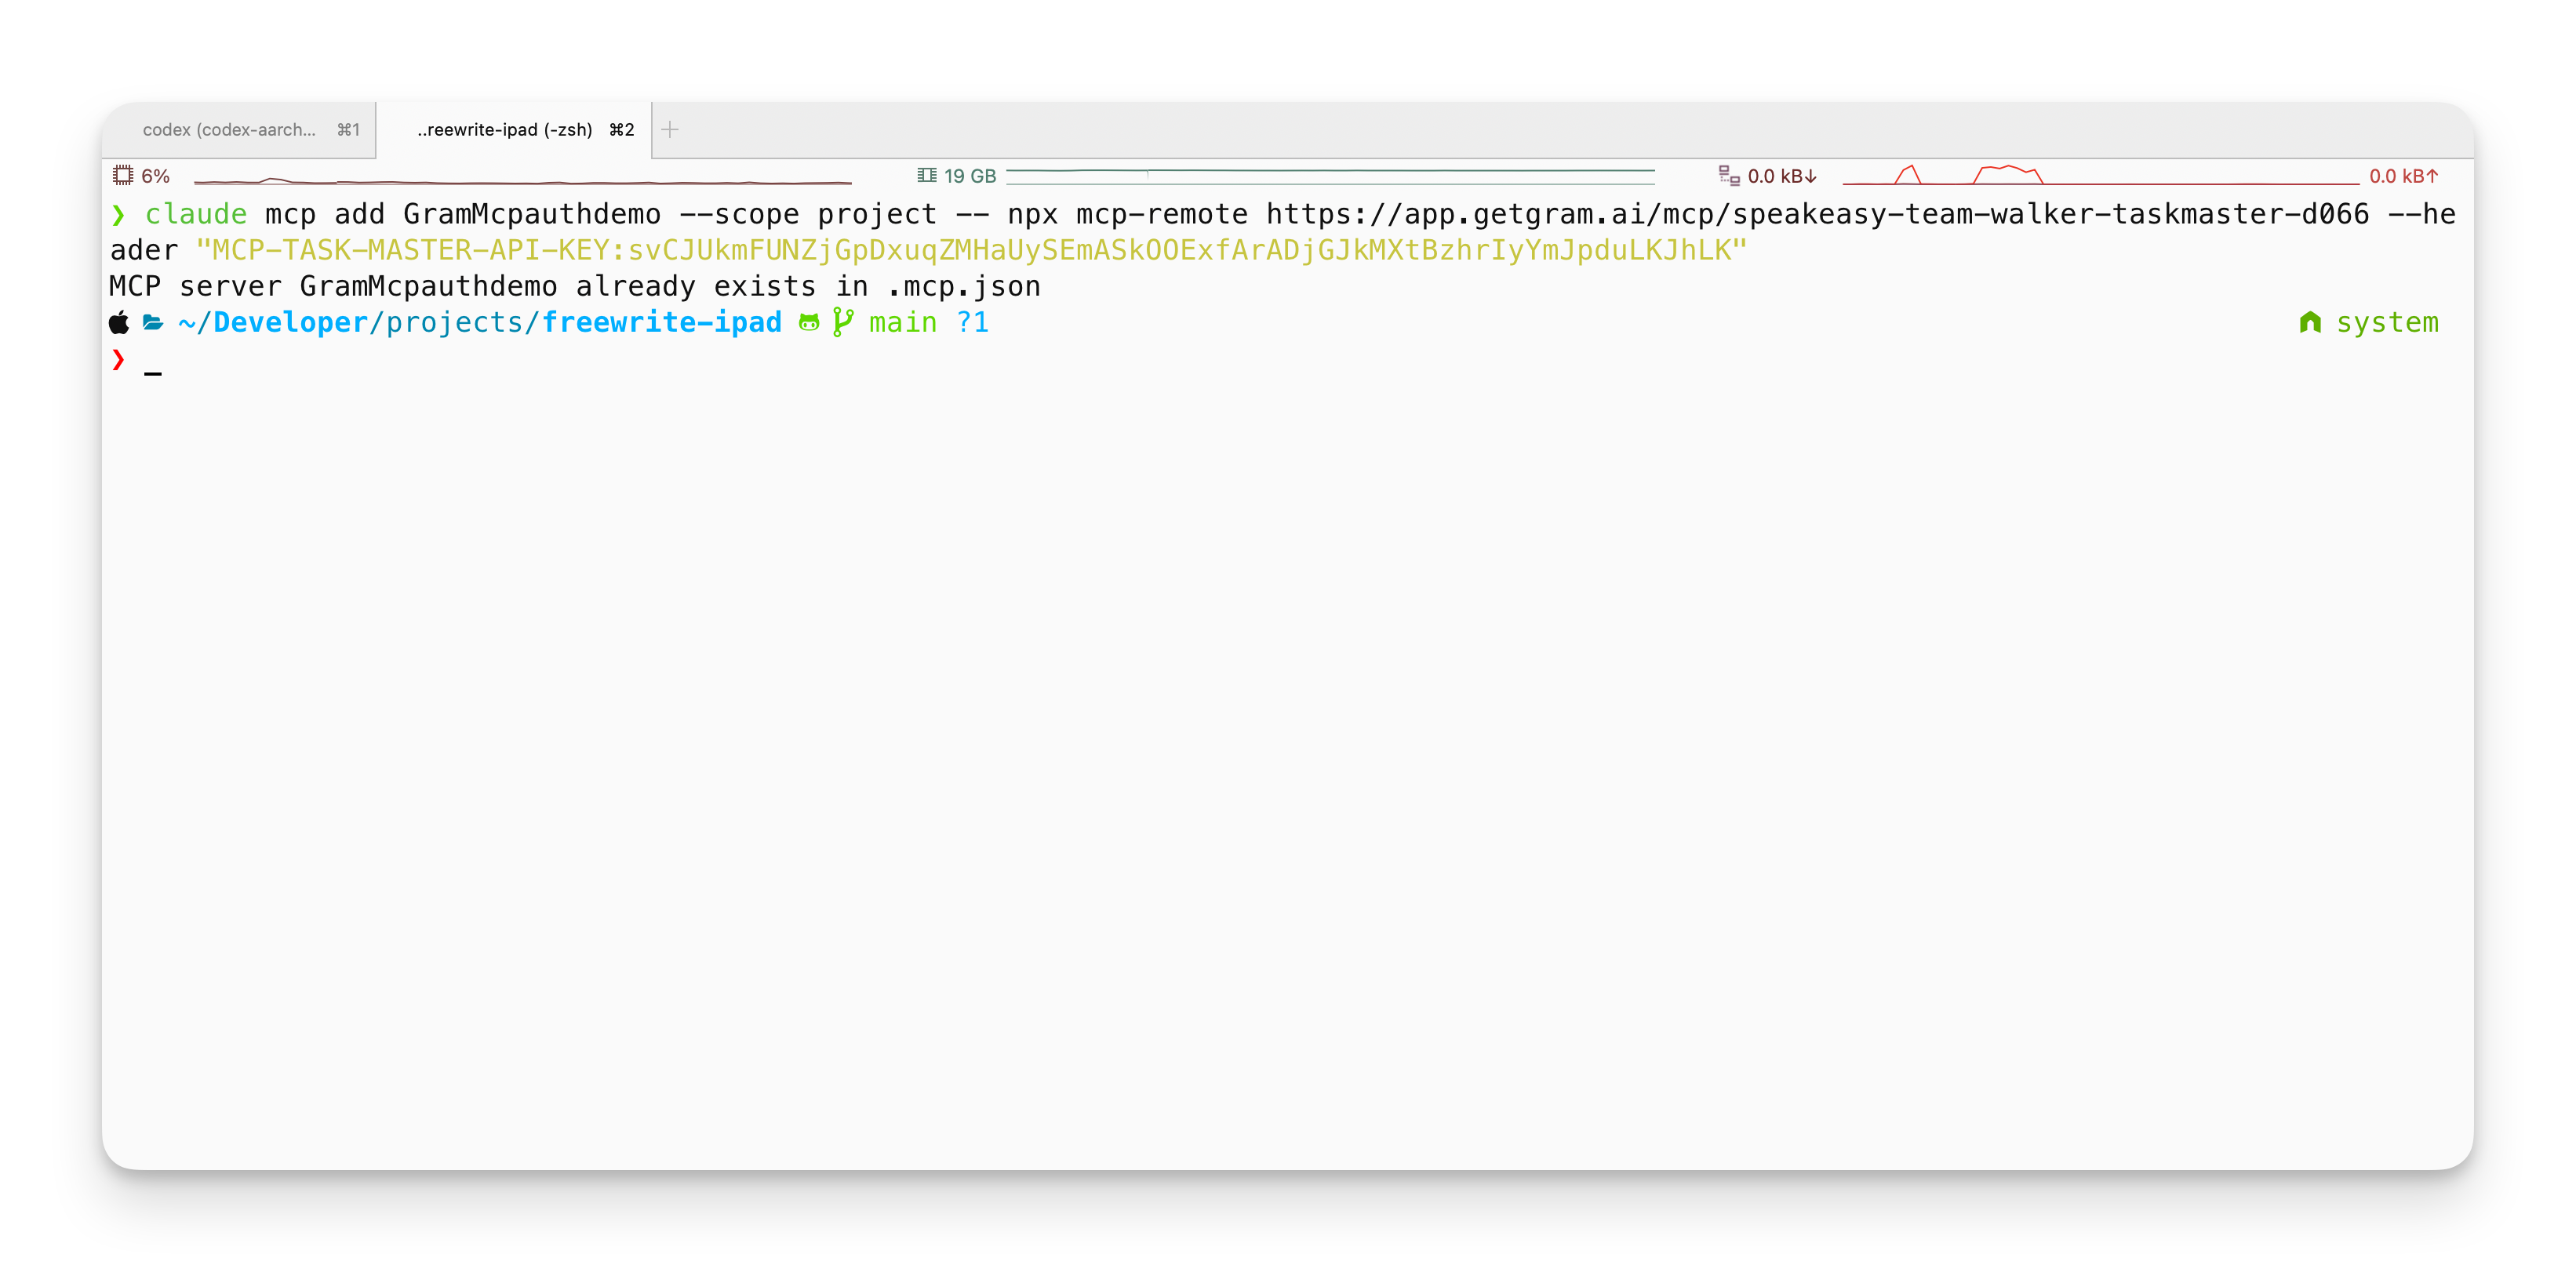 codex (codex-aarch... ⌘1
..reewrite-ipad (-zsh) ⌘2
6%
19 GB
0.0 kB↓
0.0 kB↑
❯ claude mcp add GramMcpauthdemo --scope project -- npx mcp-remote https://app.getgram.ai/mcp/speakeasy-team-walker-taskmaster-d066 --he
ader "MCP-TASK-MASTER-API-KEY:svCJUkmFUNZjGpDxuqZMHaUySEmASkOOExfArADjGJkMXtBzhrIyYmJpduLKJhLK"
MCP server GramMcpauthdemo already exists in .mcp.json
~/Developer/projects/freewrite-ipad main ?1
system
❯ _